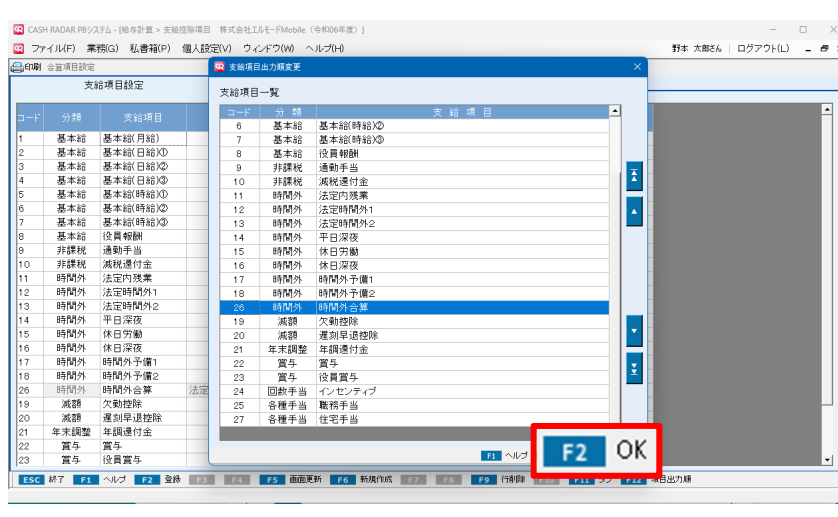 CASH RADAR PBシステム - [給与計算 > 支給控除項目 株式会社エルモードMobile (令和06年度) ]
ファイル(F) 業務(G) 私書箱(P) 個人設定(V) ウィンドウ(W) ヘルプ(H) 野本 太郎さん ログアウト(L)
印刷 合算項目設定
支給項目設定
コード 分類 支給項目
1 基本給 基本給(月給)
2 基本給 基本給(日給)①
3 基本給 基本給(日給)②
4 基本給 基本給(日給)③
5 基本給 基本給(時給)①
6 基本給 基本給(時給)②
7 基本給 基本給(時給)③
8 基本給 役員報酬
9 非課税 通勤手当
10 非課税 減税還付金
11 時間外 法定内残業
12 時間外 法定時間外1
13 時間外 法定時間外2
14 時間外 平日深夜
15 時間外 休日労働
16 時間外 休日深夜
17 時間外 時間外予備1
18 時間外 時間外予備2
26 時間外 時間外合算 法定
19 減額 欠勤控除
20 減額 遅刻早退控除
21 年末調整 年調還付金
22 賞与 賞与
23 賞与 役員賞与
支給項目出力順変更
支給項目一覧
コード 分類 支給項目
6 基本給 基本給(時給)②
7 基本給 基本給(時給)③
8 基本給 役員報酬
9 非課税 通勤手当
10 非課税 減税還付金
11 時間外 法定内残業
12 時間外 法定時間外1
13 時間外 法定時間外2
14 時間外 平日深夜
15 時間外 休日労働
16 時間外 休日深夜
17 時間外 時間外予備1
18 時間外 時間外予備2
26 時間外 時間外合算
19 減額 欠勤控除
20 減額 遅刻早退控除
21 年末調整 年調還付金
22 賞与 賞与
23 賞与 役員賞与
24 回数手当 インセンティブ
25 各種手当 職務手当
27 各種手当 住宅手当
F1 ヘルプ
F2 OK
ESC 終了 F1 ヘルプ F2 登録 F3 F4 F5 画面更新 F6 新規作成 F7 F8 F9 行削除 F10 F11 F12 項目出力順